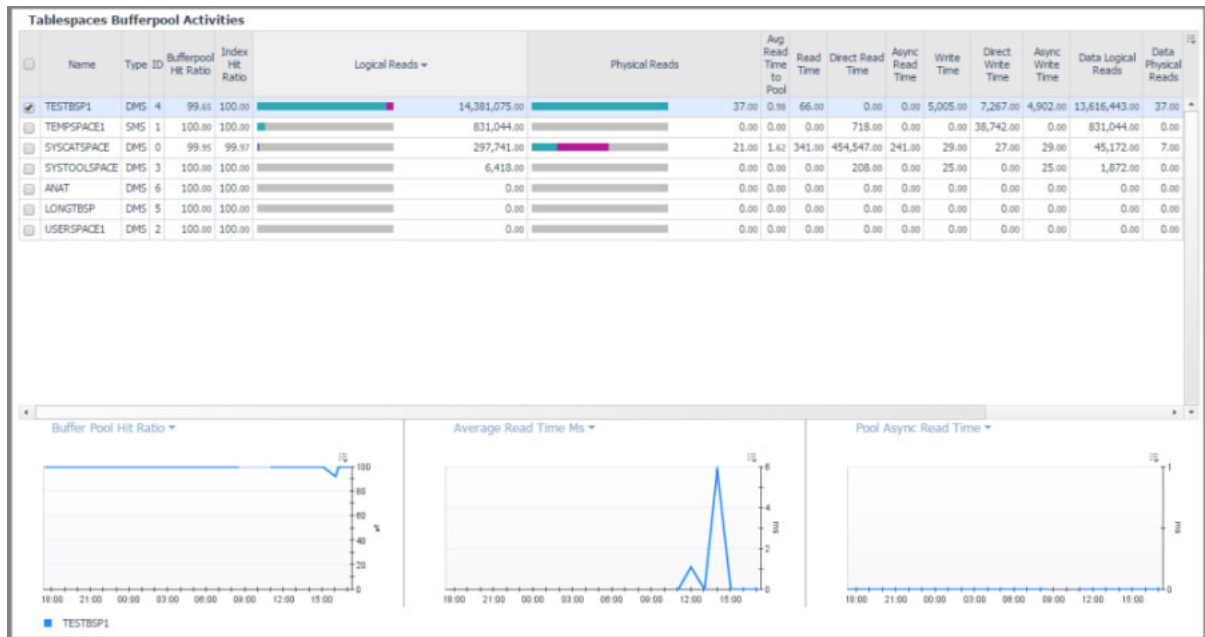 Tablespaces Bufferpool Activities
Name Type ID Bufferpool Hit Ratio Index Hit Ratio Logical Reads Physical Reads Avg Read Time to Pool Read Time Direct Read Time Async Read Time Write Time Direct Write Time Async Write Time Data Logical Reads Data Physical Reads
TESTBSP1 DMS 4 99.65 100.00 14,381,075.00 37.00 0.98 66.00 0.00 0.00 5,005.00 7,267.00 4,902.00 13,616,443.00 37.00
TEMPSPACE1 SMS 1 100.00 100.00 831,044.00 0.00 0.00 0.00 718.00 0.00 0.00 38,742.00 0.00 831,044.00 0.00
SYSCATSPACE DMS 0 99.95 99.97 297,741.00 21.00 1.62 341.00 454,547.00 241.00 29.00 27.00 29.00 45,172.00 7.00
SYSTOOLSPACE DMS 3 100.00 100.00 6,418.00 0.00 0.00 0.00 208.00 0.00 25.00 0.00 25.00 1,872.00 0.00
ANAT DMS 6 100.00 100.00 0.00 0.00 0.00 0.00 0.00 0.00 0.00 0.00 0.00 0.00 0.00
LONGTBSP DMS 5 100.00 100.00 0.00 0.00 0.00 0.00 0.00 0.00 0.00 0.00 0.00 0.00 0.00
USERSPACE1 DMS 2 100.00 100.00 0.00 0.00 0.00 0.00 0.00 0.00 0.00 0.00 0.00 0.00 0.00
Buffer Pool Hit Ratio Average Read Time Ms Pool Async Read Time
100
80
60
40
20
0
%
18:00 21:00 00:00 03:00 06:00 09:00 12:00 15:00
6
4
2
0
ms
18:00 21:00 00:00 03:00 06:00 09:00 12:00 15:00
1
0
ms
18:00 21:00 00:00 03:00 06:00 09:00 12:00 15:00
TESTBSP1